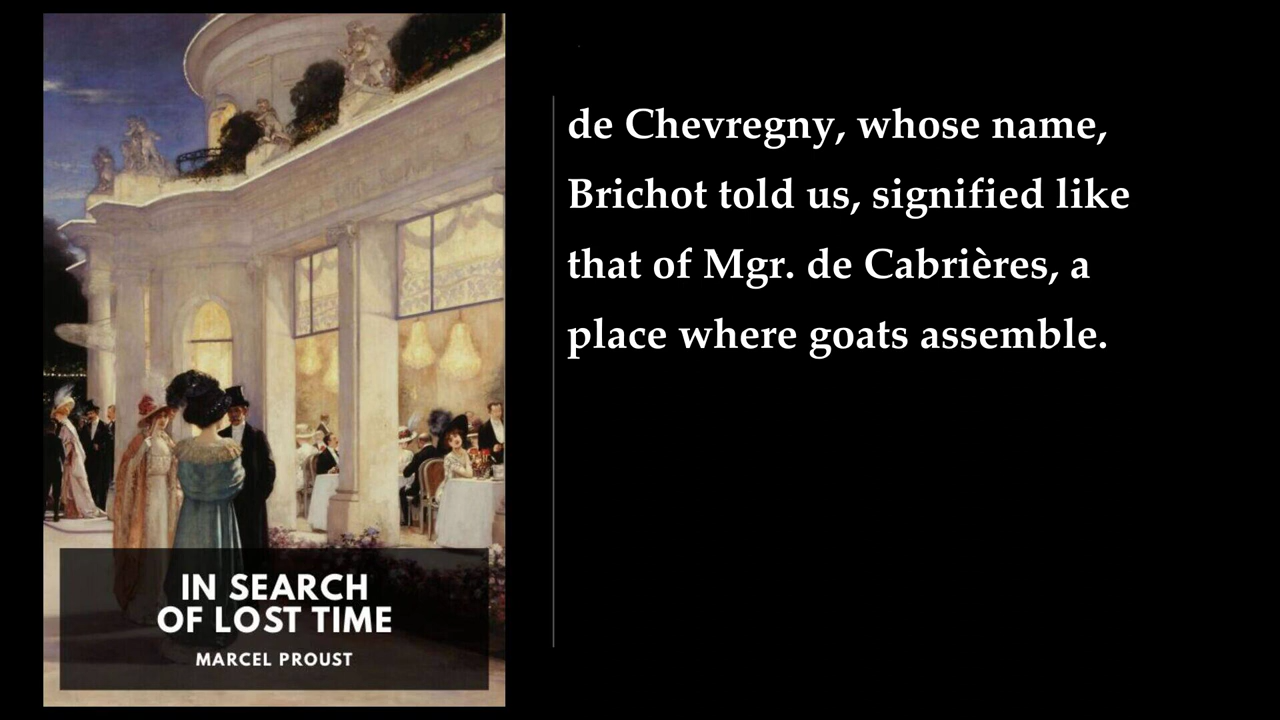 de Chevregny, whose name,
Brichot told us, signified like
that of Mgr. de Cabrières, a
place where goats assemble.
IN SEARCH
OF LOST TIME
MARCEL PROUST